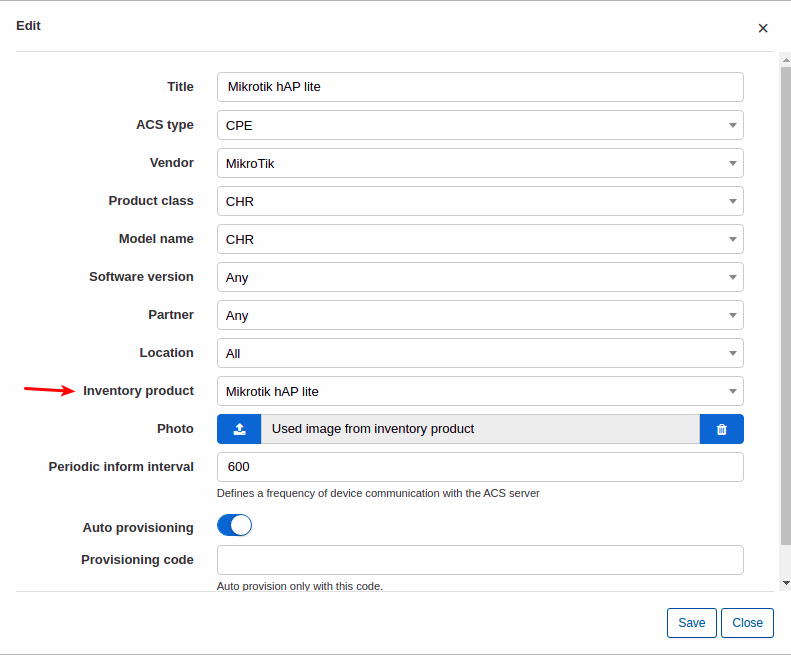 Edit
×
Title Mikrotik hAP lite
ACS type CPE
Vendor MikroTik
Product class CHR
Model name CHR
Software version Any
Partner Any
Location All
Inventory product Mikrotik hAP lite
Photo Used image from inventory product
Periodic inform interval 600
Defines a frequency of device communication with the ACS server
Auto provisioning
Provisioning code
Auto provision only with this code.
Save Close